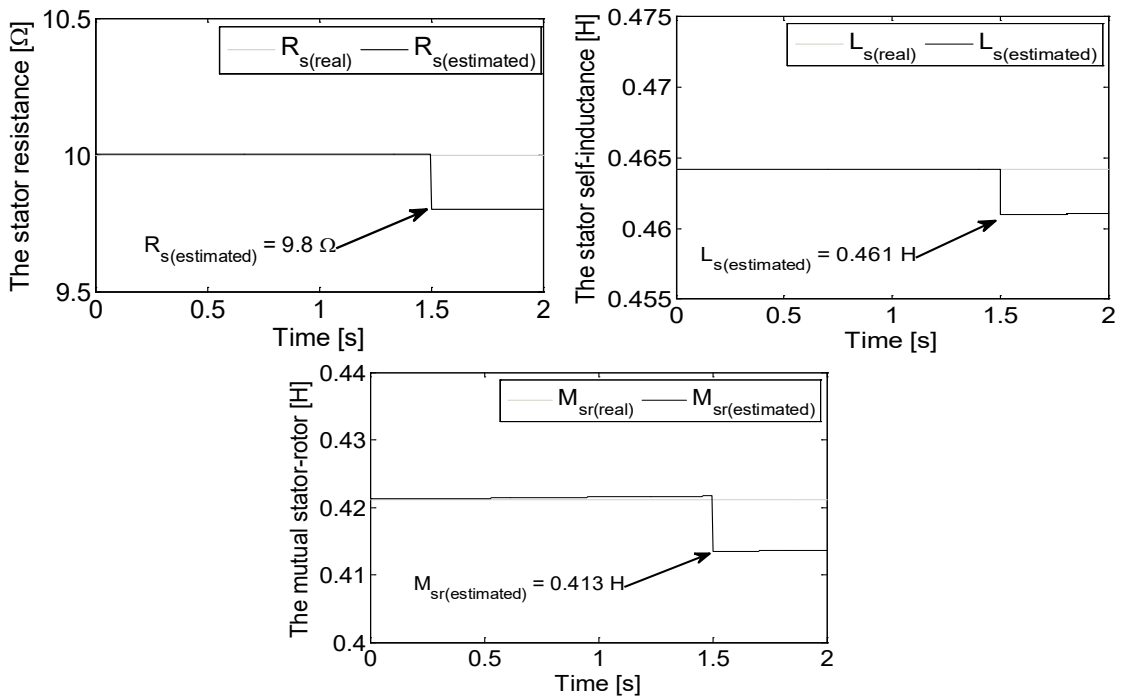 The stator resistance [Ω]
10.5
10
9.5
R_s(real) R_s(estimated)
R_s(estimated) = 9.8 Ω
0 0.5 1 1.5 2
Time [s]
The stator self-inductance [H]
0.475
0.47
0.465
0.46
0.455
L_s(real) L_s(estimated)
L_s(estimated) = 0.461 H
0 0.5 1 1.5 2
Time [s]
The mutual stator-rotor [H]
0.44
0.43
0.42
0.41
0.4
M_sr(real) M_sr(estimated)
M_sr(estimated) = 0.413 H
0 0.5 1 1.5 2
Time [s]